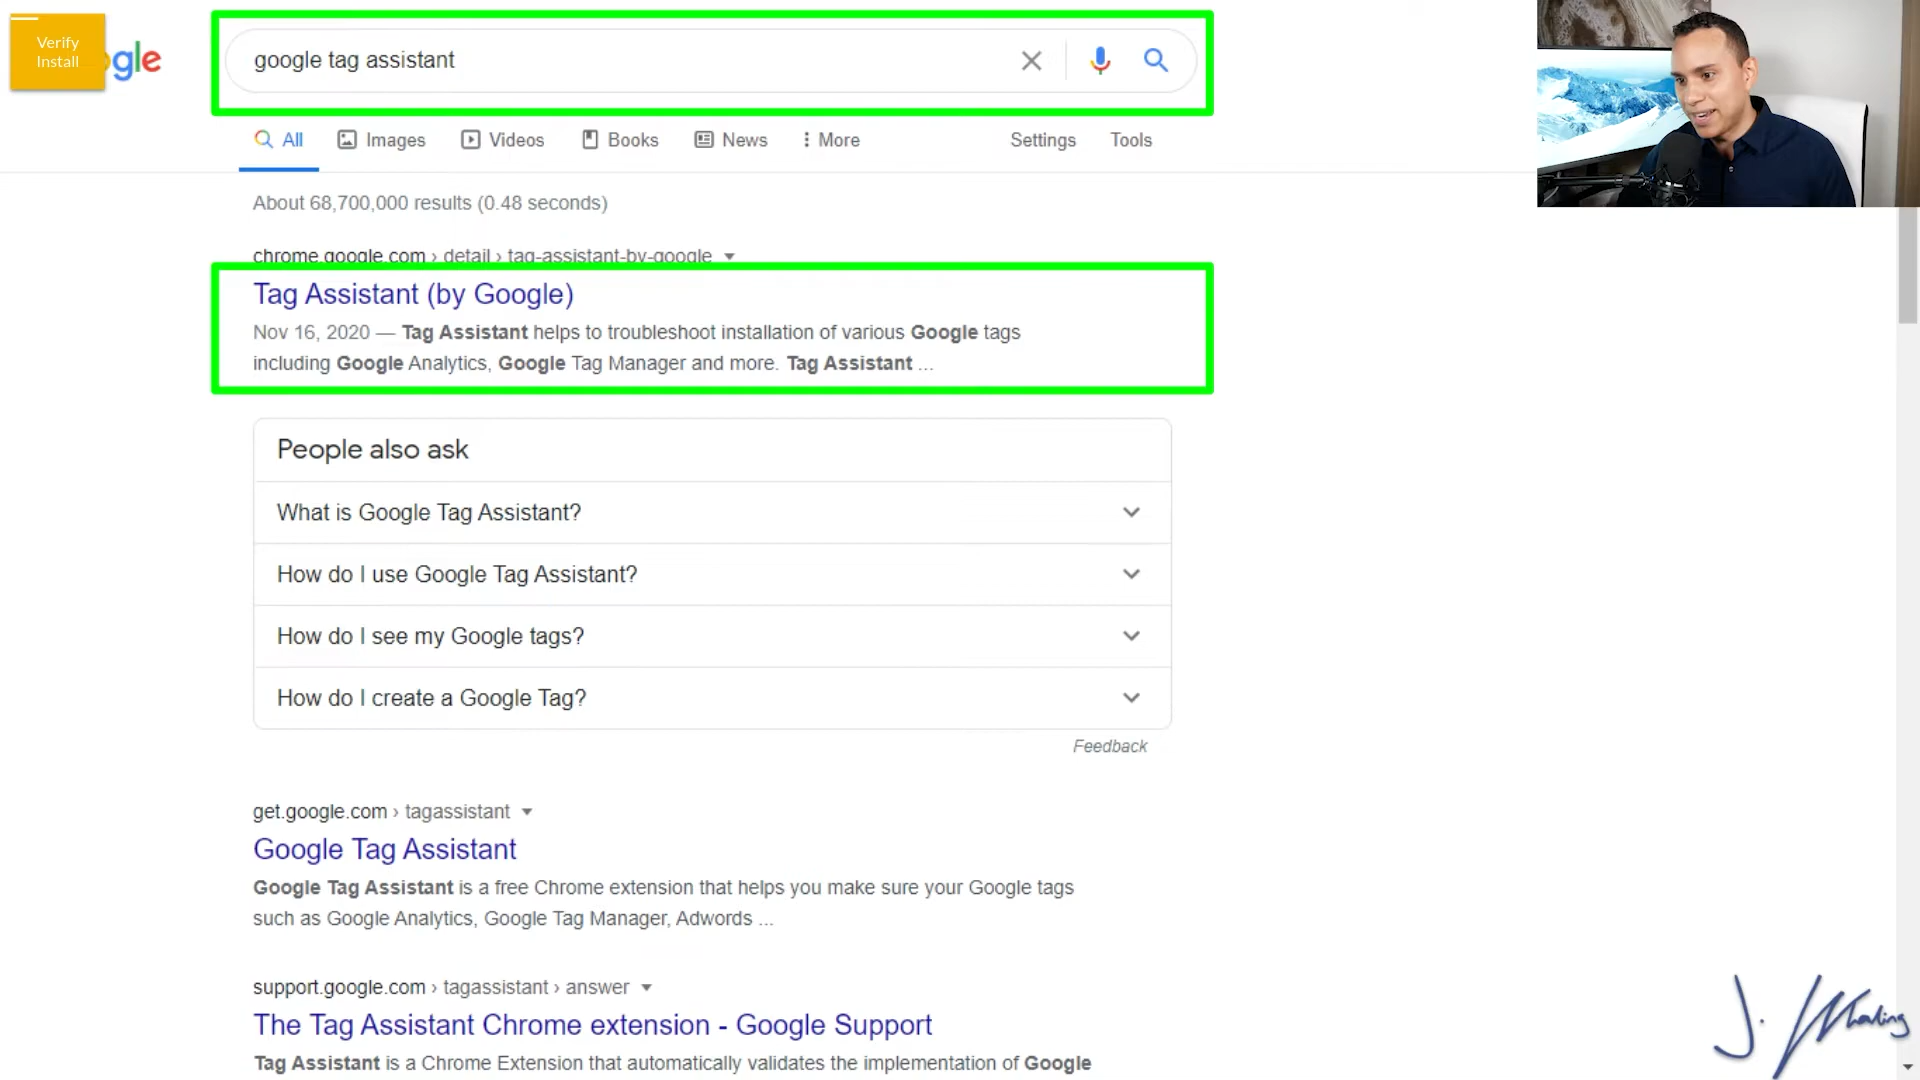 Verify
Install
gle
google tag assistant
All Images Videos Books News More Settings Tools
About 68,700,000 results (0.48 seconds)
chrome.google.com › detail › tag-assistant-by-google
Tag Assistant (by Google)
Nov 16, 2020 — Tag Assistant helps to troubleshoot installation of various Google tags
including Google Analytics, Google Tag Manager and more. Tag Assistant ...
People also ask
What is Google Tag Assistant?
How do I use Google Tag Assistant?
How do I see my Google tags?
How do I create a Google Tag?
Feedback
get.google.com › tagassistant
Google Tag Assistant
Google Tag Assistant is a free Chrome extension that helps you make sure your Google tags
such as Google Analytics, Google Tag Manager, Adwords ...
support.google.com › tagassistant › answer
The Tag Assistant Chrome extension - Google Support
Tag Assistant is a Chrome Extension that automatically validates the implementation of Google
J.